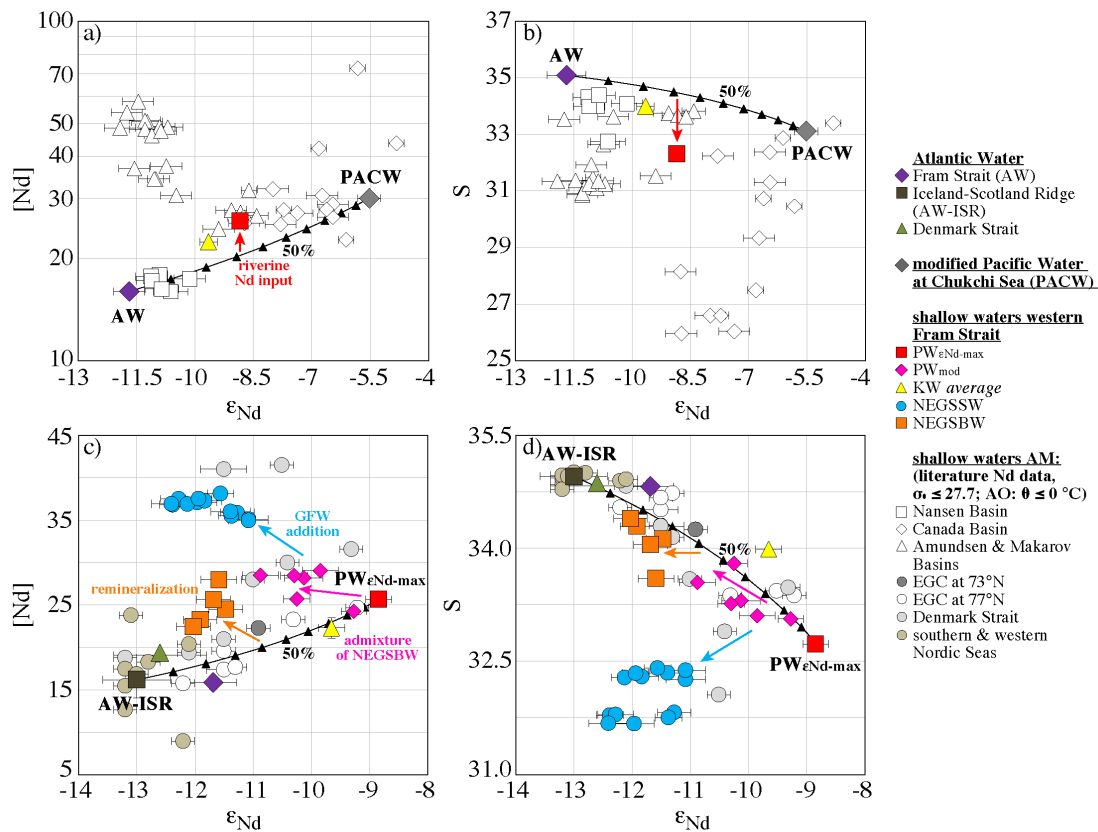 a)
100
70
50
40
30
20
10
[Nd]
-13
-11.5
-10
-8.5
-7
-5.5
-4
εNd
AW
PACW
50%
riverine
Nd input
b)
37
35
33
31
29
27
25
S
-13
-11.5
-10
-8.5
-7
-5.5
-4
εNd
AW
PACW
50%
c)
45
35
25
15
5
[Nd]
-14
-13
-12
-11
-10
-9
-8
εNd
GFW
addition
remineralization
PWεNd-max
admixture
of NEGSBW
50%
AW-ISR
d)
35.5
34.0
32.5
31.0
S
-14
-13
-12
-11
-10
-9
-8
εNd
AW-ISR
50%
PWεNd-max
Atlantic Water
Fram Strait (AW)
Iceland-Scotland Ridge
(AW-ISR)
Denmark Strait
modified Pacific Water
at Chukchi Sea (PACW)
shallow waters western
Fram Strait
PWεNd-max
PWmod
KW average
NEGSSW
NEGSBW
shallow waters AM:
(literature Nd data,
σ₀ ≤ 27.7; AO: θ ≤ 0 °C)
Nansen Basin
Canada Basin
Amundsen & Makarov
Basins
EGC at 73°N
EGC at 77°N
Denmark Strait
southern & western
Nordic Seas